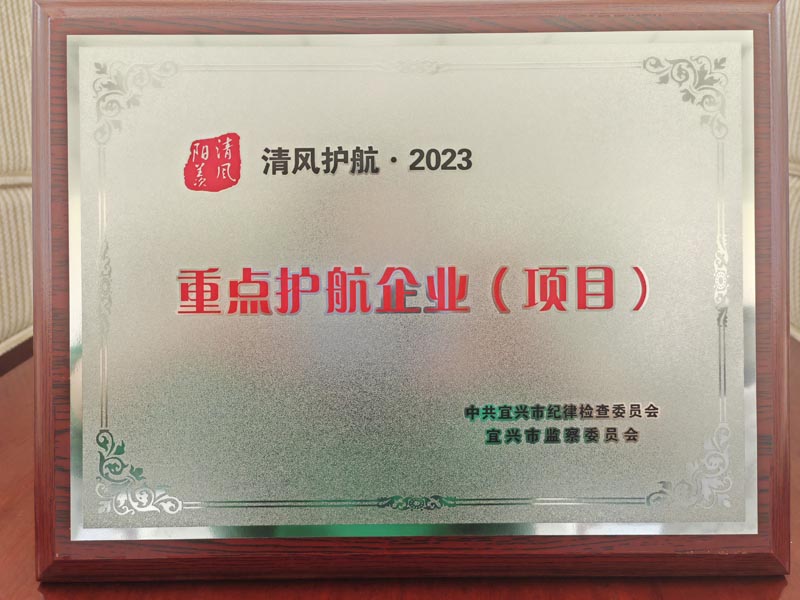 清风阳羡
清风护航·2023
重点护航企业（项目）
中共宜兴市纪律检查委员会
宜兴市监察委员会